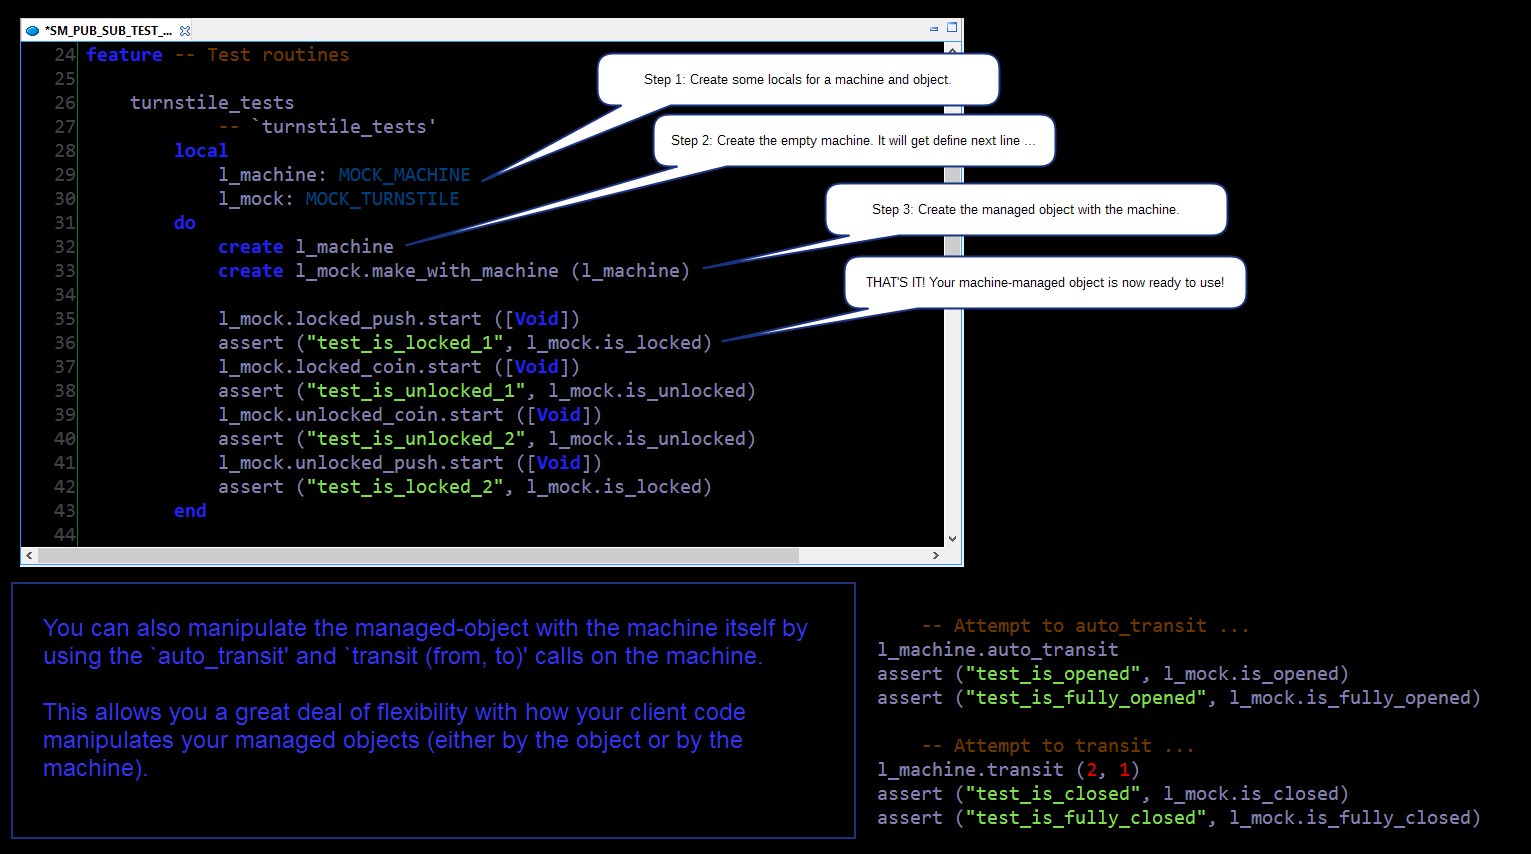 *SM_PUB_SUB_TEST_...
24 feature -- Test routines
25
26 turnstile_tests
27 -- `turnstile_tests'
28 local
29 l_machine: MOCK_MACHINE
30 l_mock: MOCK_TURNSTILE
31 do
32 create l_machine
33 create l_mock.make_with_machine (l_machine)
34
35 l_mock.locked_push.start ([Void])
36 assert ("test_is_locked_1", l_mock.is_locked)
37 l_mock.locked_coin.start ([Void])
38 assert ("test_is_unlocked_1", l_mock.is_unlocked)
39 l_mock.unlocked_coin.start ([Void])
40 assert ("test_is_unlocked_2", l_mock.is_unlocked)
41 l_mock.unlocked_push.start ([Void])
42 assert ("test_is_locked_2", l_mock.is_locked)
43 end
44
Step 1: Create some locals for a machine and object.
Step 2: Create the empty machine. It will get define next line ...
Step 3: Create the managed object with the machine.
THAT'S IT! Your machine-managed object is now ready to use!
You can also manipulate the managed-object with the machine itself by
using the `auto_transit' and `transit (from, to)' calls on the machine.
This allows you a great deal of flexibility with how your client code
manipulates your managed objects (either by the object or by the
machine).
-- Attempt to auto_transit ...
l_machine.auto_transit
assert ("test_is_opened", l_mock.is_opened)
assert ("test_is_fully_opened", l_mock.is_fully_opened)
-- Attempt to transit ...
l_machine.transit (2, 1)
assert ("test_is_closed", l_mock.is_closed)
assert ("test_is_fully_closed", l_mock.is_fully_closed)